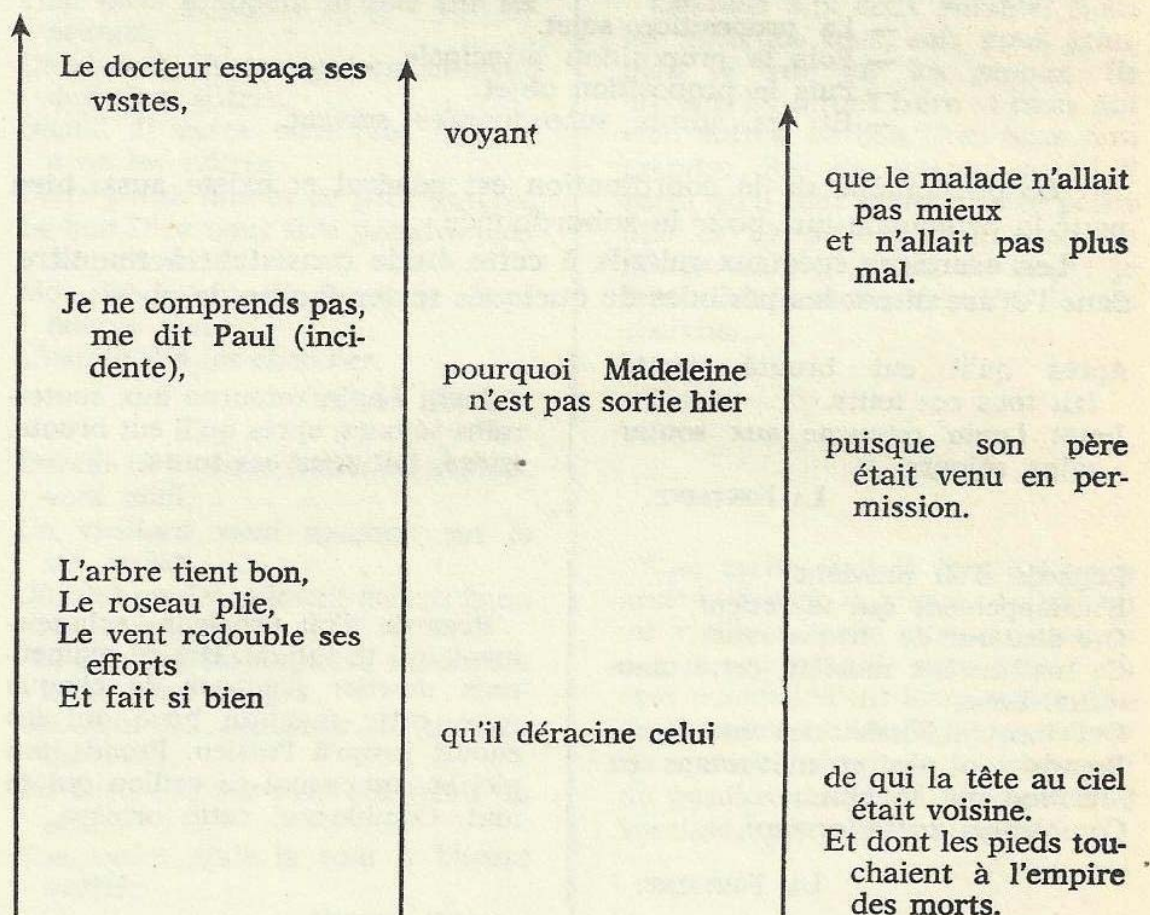 Le docteur espaça ses
visites,
voyant
que le malade n'allait
pas mieux
et n'allait pas plus
mal.
Je ne comprends pas,
me dit Paul (inci-
dente),
pourquoi Madeleine
n'est pas sortie hier
puisque son père
était venu en per-
mission.
L'arbre tient bon,
Le roseau plie,
Le vent redouble ses
efforts
Et fait si bien
qu'il déracine celui
de qui la tête au ciel
était voisine.
Et dont les pieds tou-
chaient à l'empire
des morts.